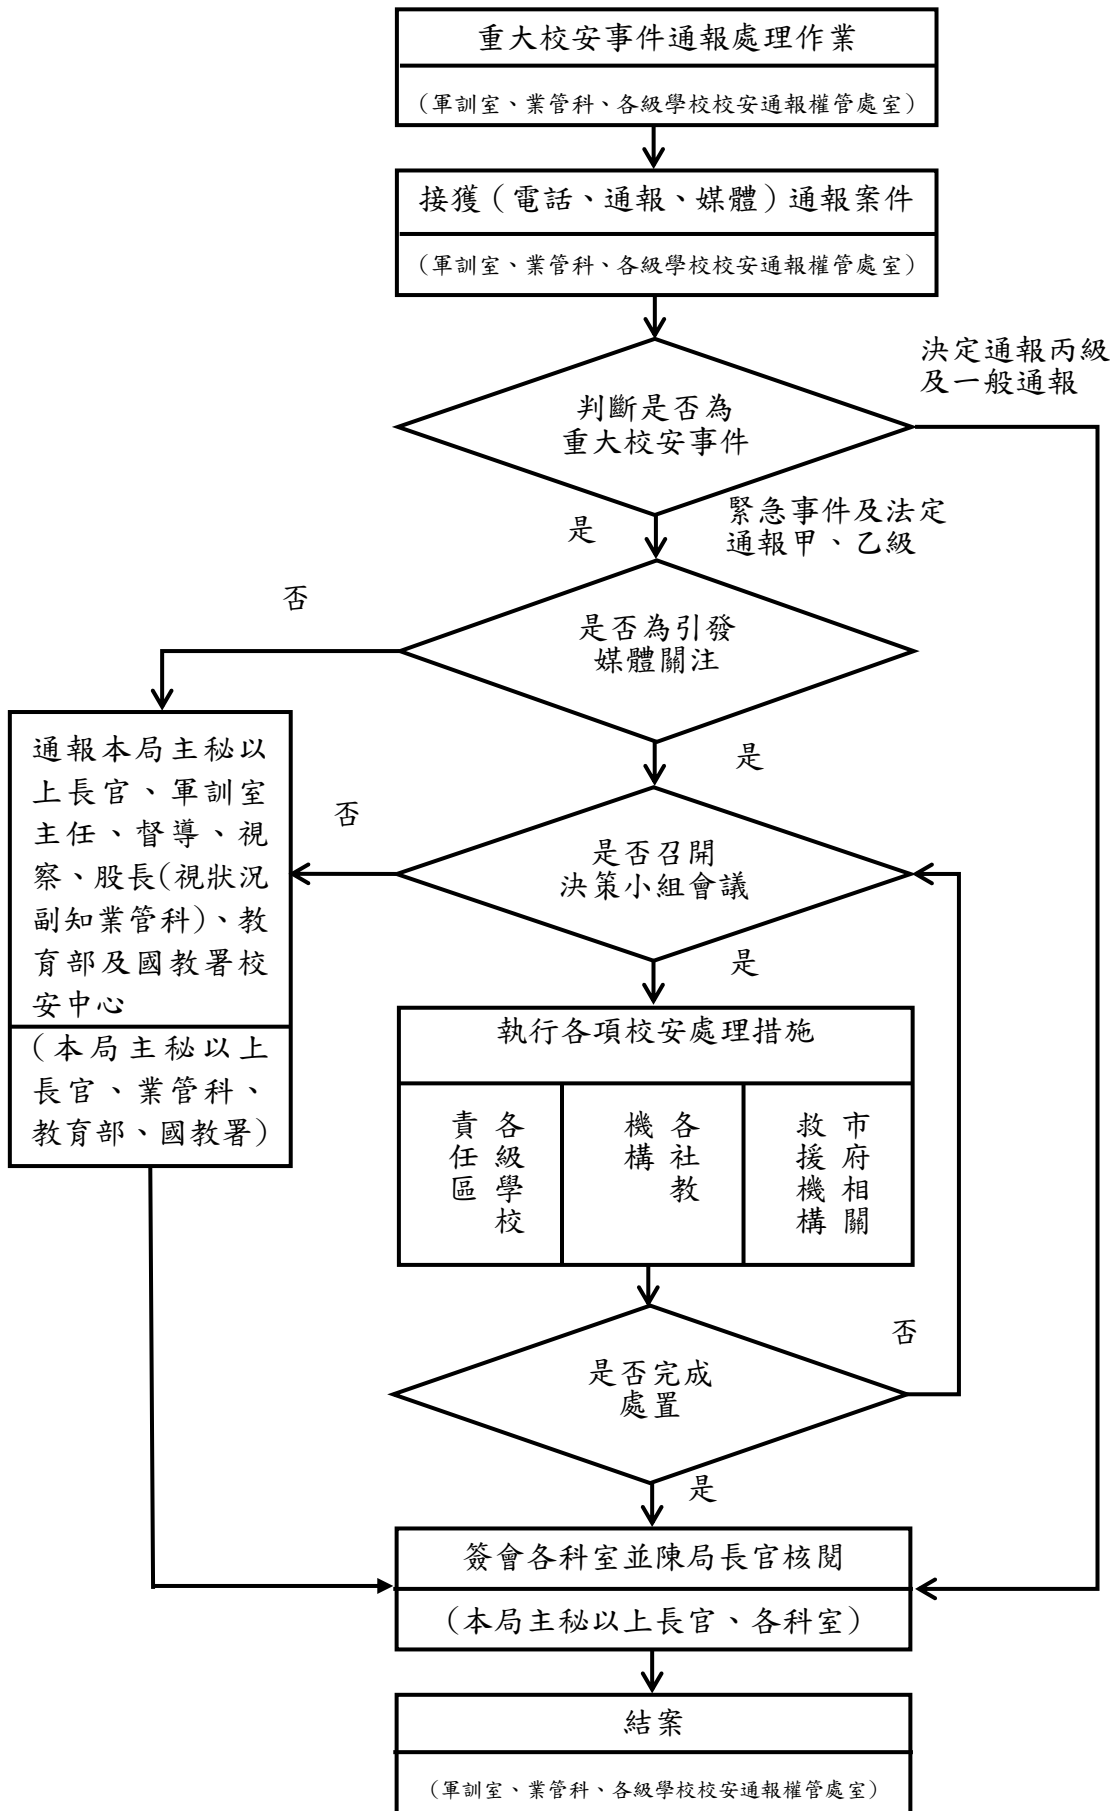 重大校安事件通報處理作業
（軍訓室、業管科、各級學校校安通報權管處室）
接獲（電話、通報、媒體）通報案件
（軍訓室、業管科、各級學校校安通報權管處室）
決定通報丙級
及一般通報
判斷是否為
重大校安事件
是
緊急事件及法定
通報甲、乙級
否
是否為引發
媒體關注
是
通報本局主秘以
上長官、軍訓室
主任、督導、視
察、股長(視狀況
副知業管科)、教
育部及國教署校
安中心
（本局主秘以上
長官、業管科、
教育部、國教署）
否
是否召開
決策小組會議
是
執行各項校安處理措施
各級學校
責任區
各社教
機構
市府相關
救援機構
否
是否完成
處置
是
簽會各科室並陳局長官核閱
（本局主秘以上長官、各科室）
結案
（軍訓室、業管科、各級學校校安通報權管處室）